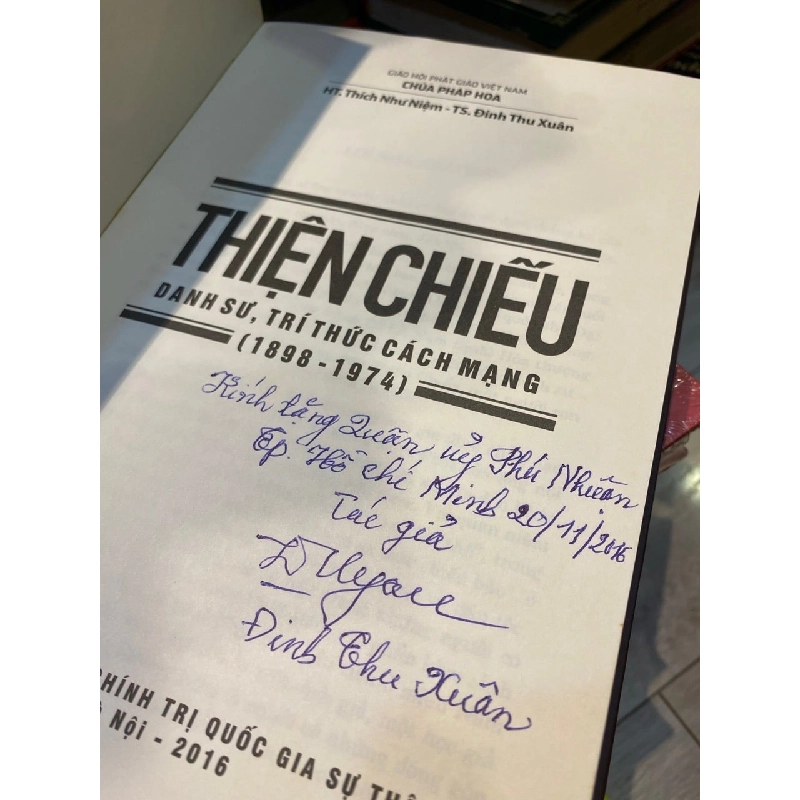 GIÁO HỘI PHẬT GIÁO VIỆT NAM
CHÙA PHÁP HOA
HT. Thích Như Niệm - TS. Đinh Thu Xuân
THIỆN CHIẾU
DANH SƯ, TRÍ THỨC CÁCH MẠNG
(1898 - 1974)
Kính tặng Quận ủy Phú Nhuận
Tp. Hồ Chí Minh 20/11/2016
Tác giả
Đinh Thu Xuân
HÍNH TRỊ QUỐC GIA SỰ TH
Nội - 2016